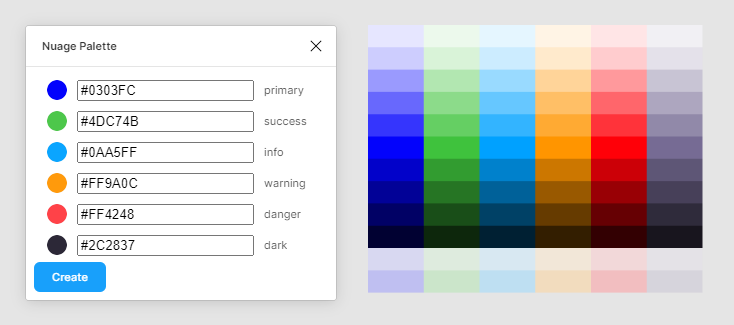 Nuage Palette
#0303FC primary
#4DC74B success
#0AA5FF info
#FF9A0C warning
#FF4248 danger
#2C2837 dark
Create